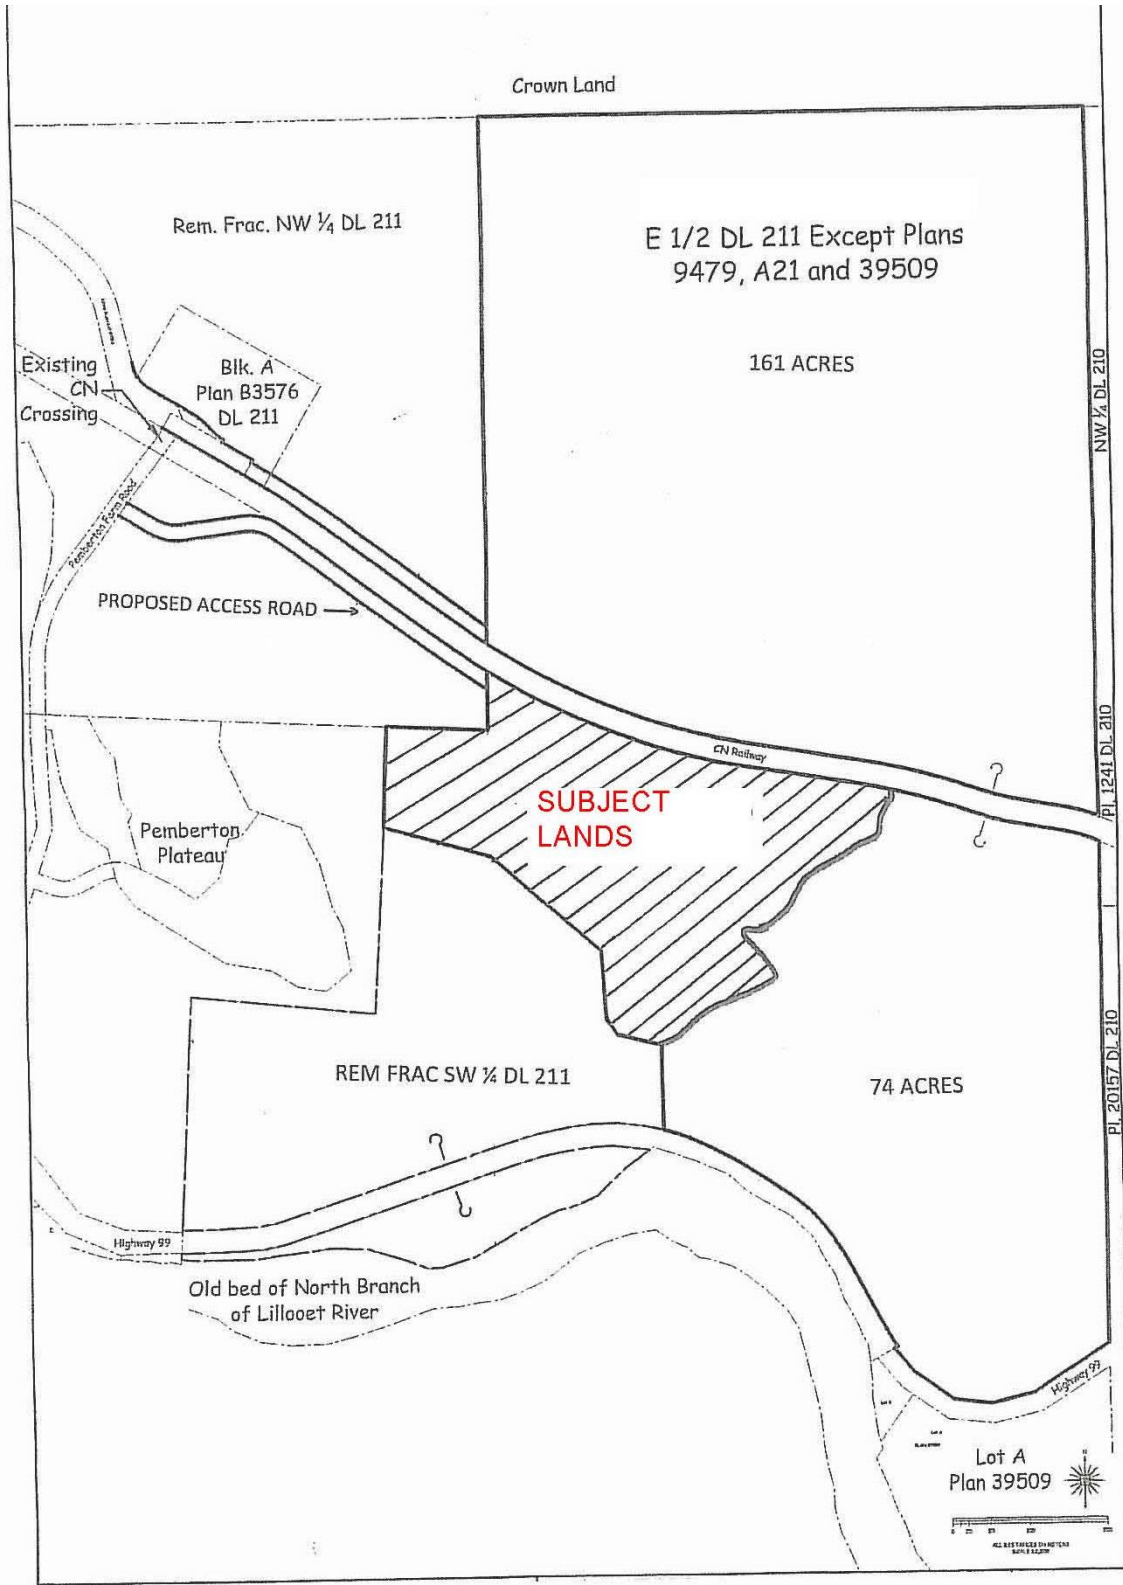 Crown Land
Rem. Frac. NW ¼ DL 211
E 1/2 DL 211 Except Plans
9479, A21 and 39509
161 ACRES
NW ¼ DL 210
Existing
CN
Crossing
Blk. A
Plan B3576
DL 211
Pemberton Farm Road
PROPOSED ACCESS ROAD
CN Railway
Pl. 1241 DL 210
SUBJECT
LANDS
Pemberton
Plateau
REM FRAC SW ¼ DL 211
74 ACRES
Pl. 20157 DL 210
Highway 99
Old bed of North Branch
of Lillooet River
Highway 99
Lot A
Plan 39509
ALL DISTANCES IN METERS